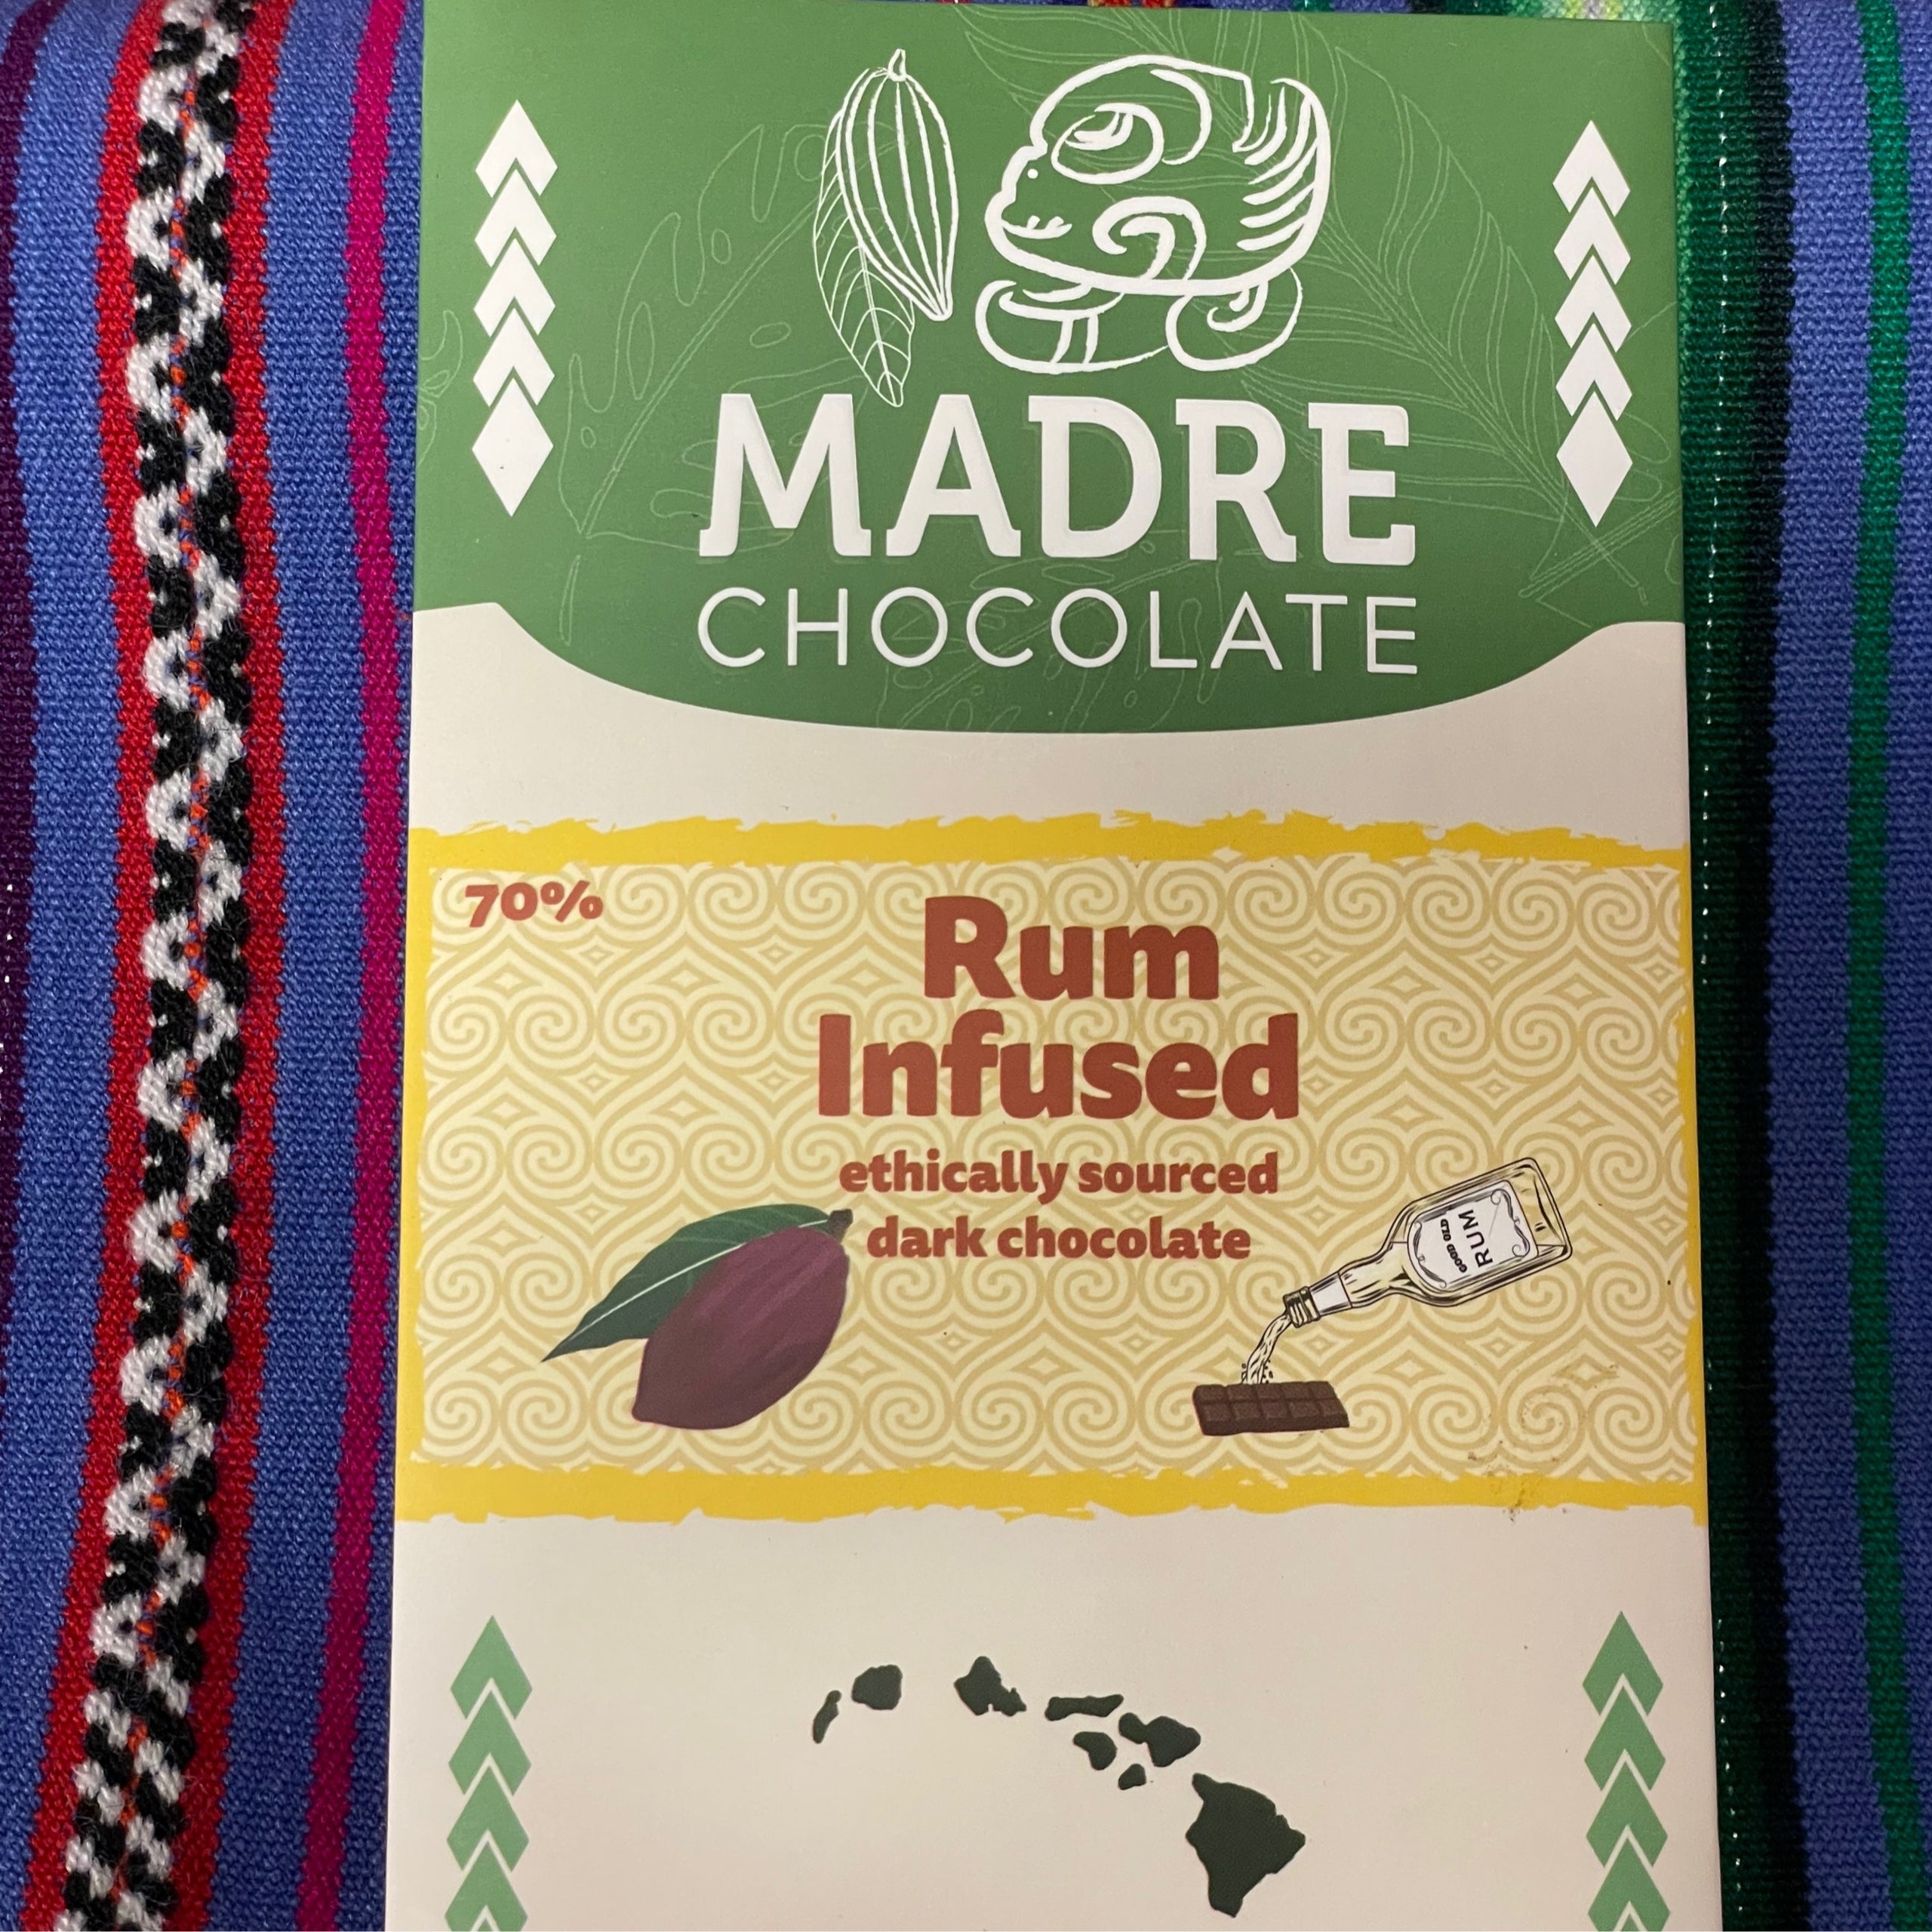 MADRE
CHOCOLATE
70%
Rum
Infused
ethically sourced
dark chocolate
GOOD OLD
RUM